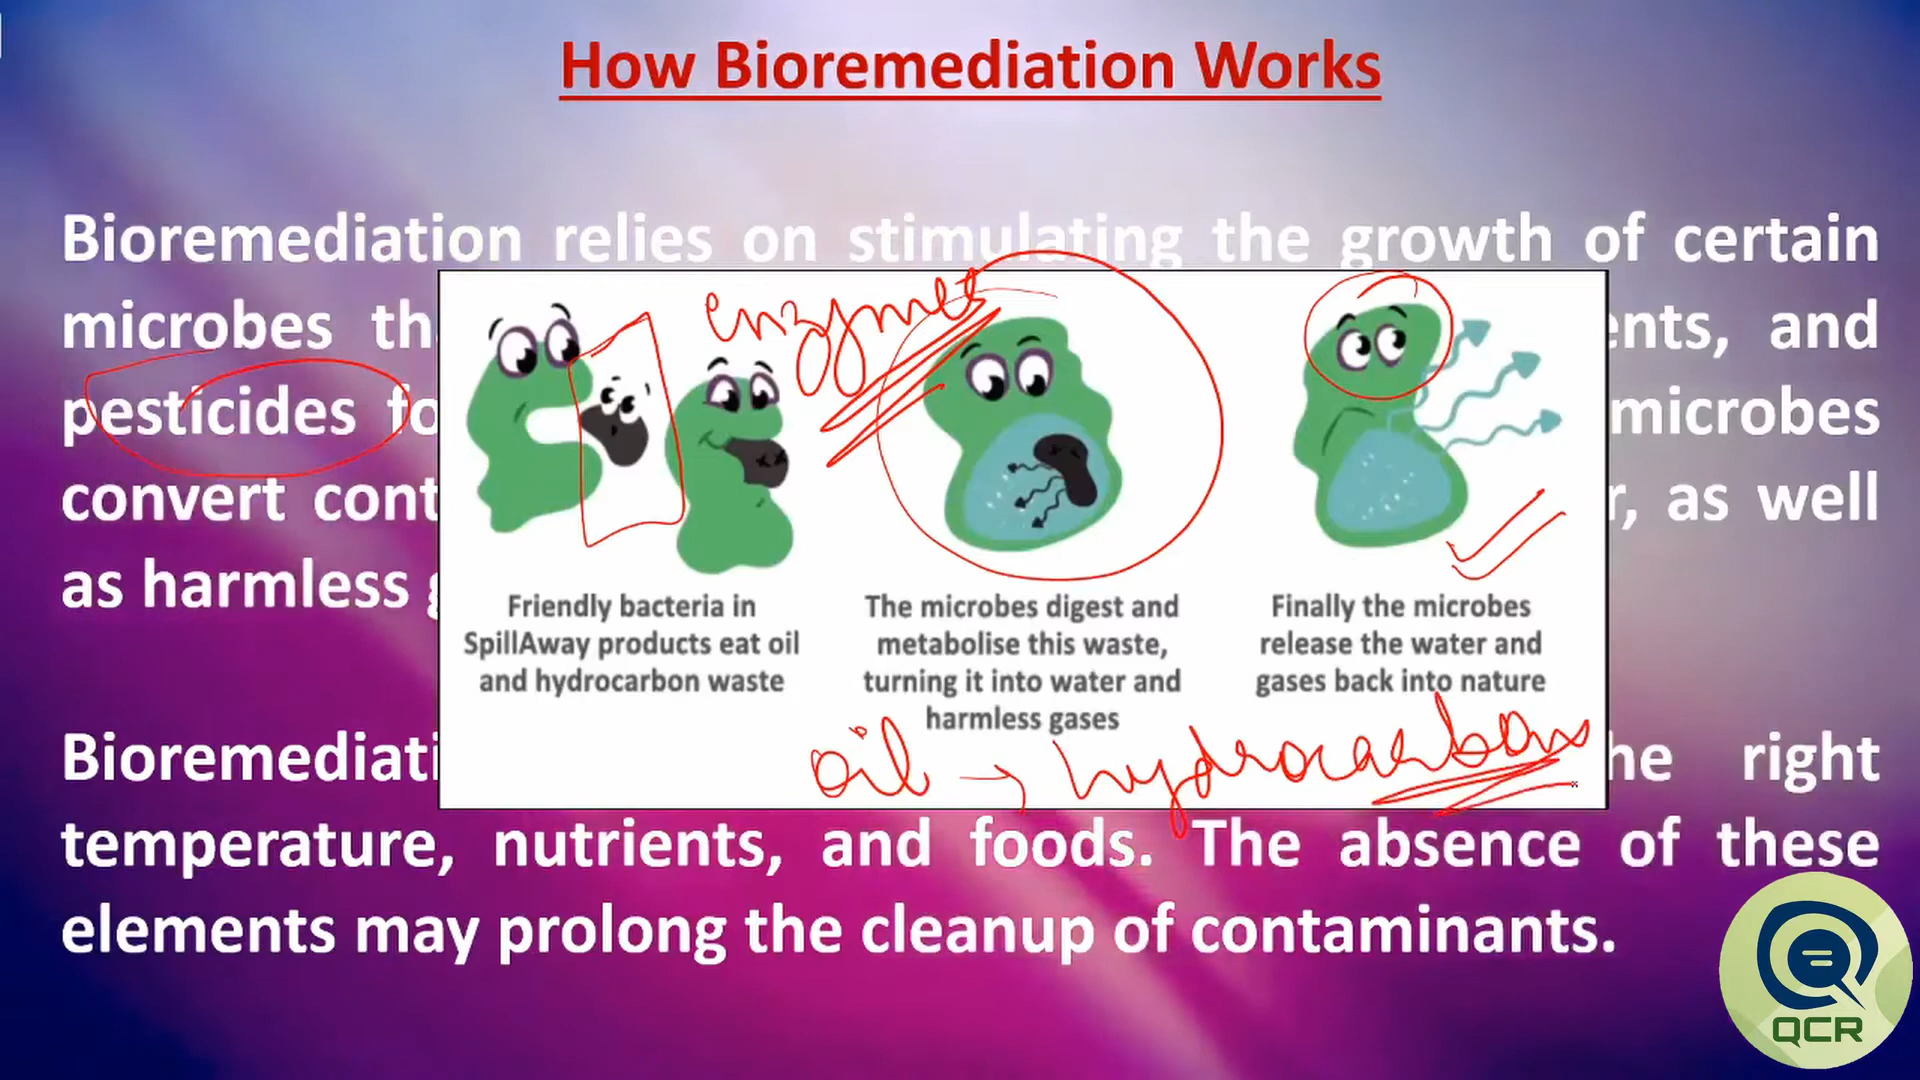 How Bioremediation Works
Bioremediation relies on stimulating the growth of certain
microbes th
ents, and
pesticides fo
microbes
convert cont
r, as well
as harmless g
enzymes
Friendly bacteria in
SpillAway products eat oil
and hydrocarbon waste
The microbes digest and
metabolise this waste,
turning it into water and
harmless gases
Finally the microbes
release the water and
gases back into nature
oil → hydrocarbons
Bioremediati
he right
temperature, nutrients, and foods. The absence of these
elements may prolong the cleanup of contaminants.
QCR